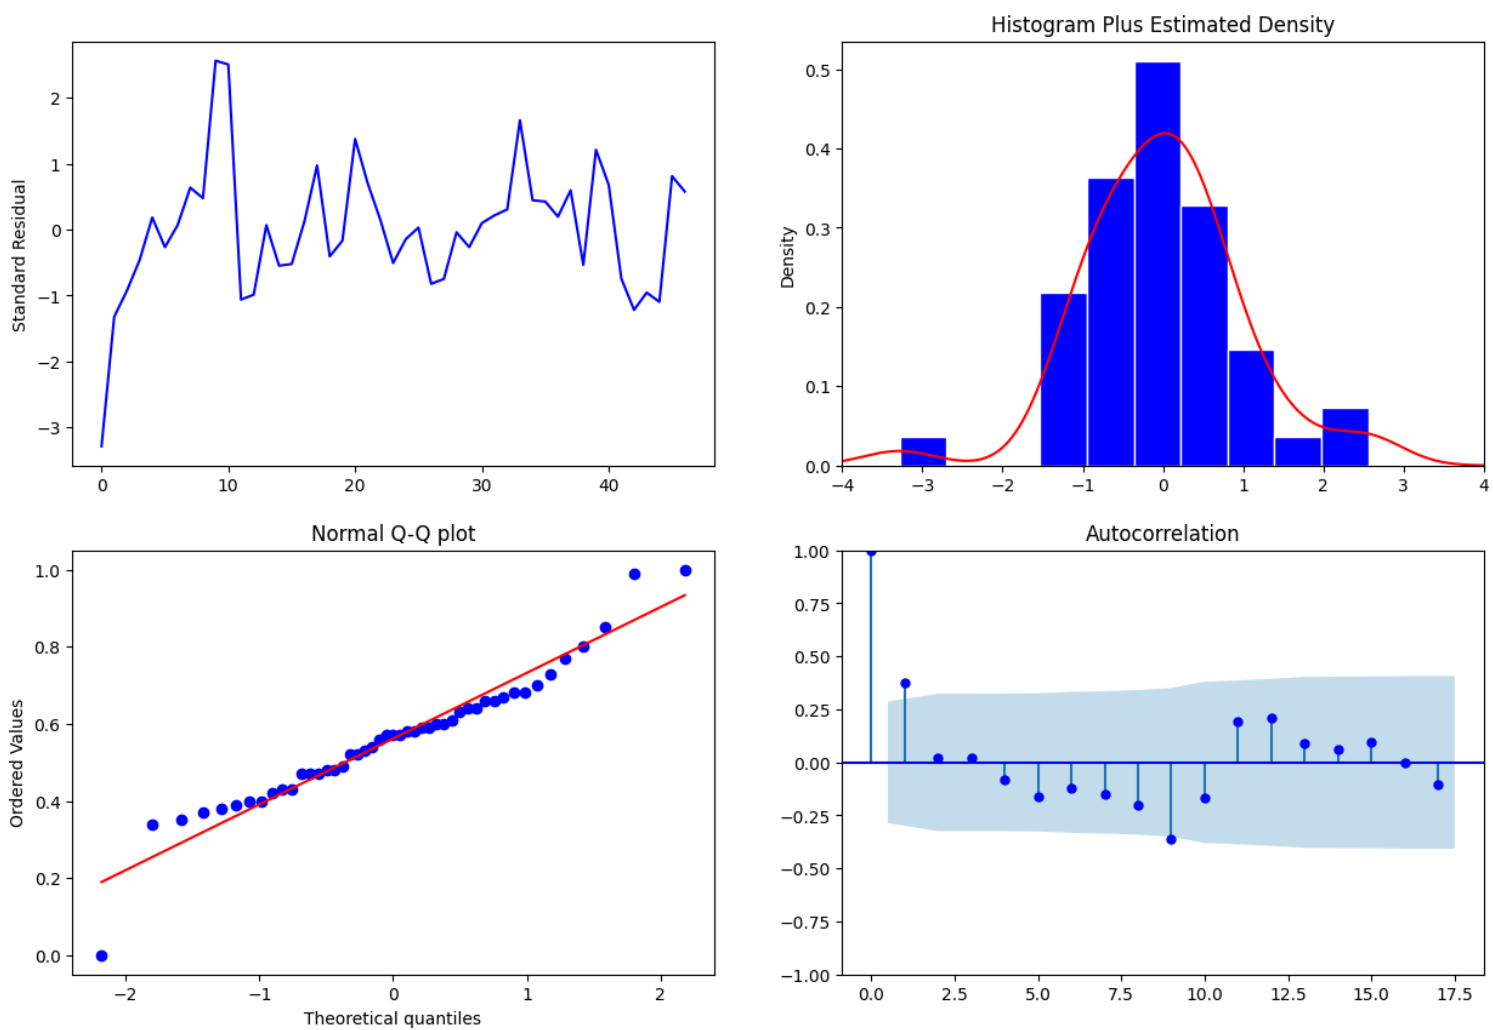 Standard Residual
2
1
0
−1
−2
−3
0 10 20 30 40
Histogram Plus Estimated Density
Density
0.5
0.4
0.3
0.2
0.1
0.0
−4 −3 −2 −1 0 1 2 3 4
Normal Q-Q plot
Ordered Values
1.0
0.8
0.6
0.4
0.2
0.0
−2 −1 0 1 2
Theoretical quantiles
Autocorrelation
1.00
0.75
0.50
0.25
0.00
−0.25
−0.50
−0.75
−1.00
0.0 2.5 5.0 7.5 10.0 12.5 15.0 17.5